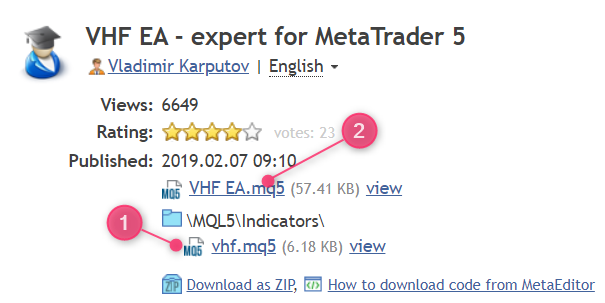 VHF EA - expert for MetaTrader 5
Vladimir Karputov | English
Views: 6649
Rating: votes: 23
2
Published: 2019.02.07 09:10
MQ5 VHF EA.mq5 (57.41 KB) view
1
\MQL5\Indicators\
MQ5 vhf.mq5 (6.18 KB) view
ZIP Download as ZIP, How to download code from MetaEditor